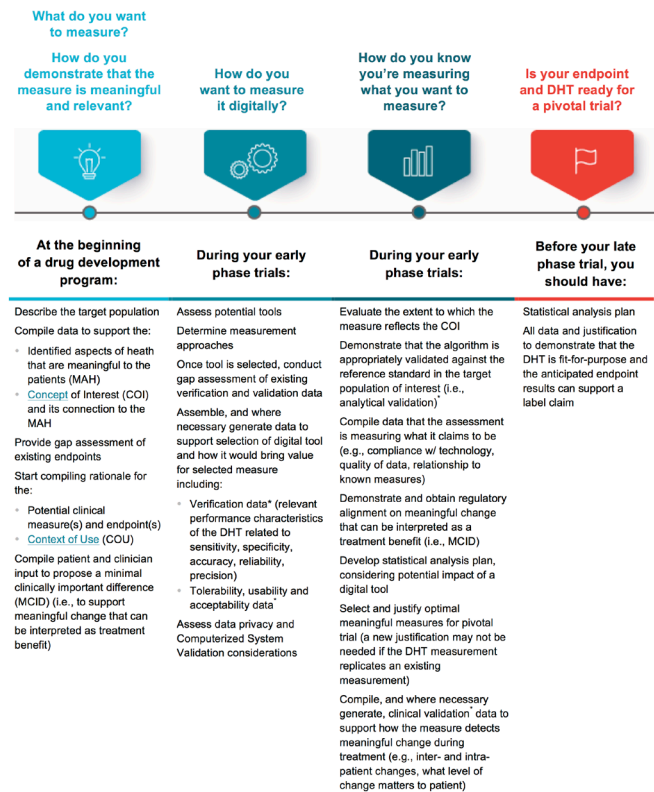 What do you want
to measure?
How do you
demonstrate that the
measure is meaningful
and relevant?
How do you
want to measure
it digitally?
How do you know
you're measuring
what you want to
measure?
Is your endpoint
and DHT ready for
a pivotal trial?
At the beginning
of a drug development
program:
Describe the target population
Compile data to support the:
• Identified aspects of heath
that are meaningful to the
patients (MAH)
• Concept of Interest (COI)
and its connection to the
MAH
Provide gap assessment of
existing endpoints
Start compiling rationale for
the:
• Potential clinical
measure(s) and endpoint(s)
• Context of Use (COU)
Compile patient and clinician
input to propose a minimal
clinically important difference
(MCID) (i.e., to support
meaningful change that can
be interpreted as treatment
benefit)
During your early
phase trials:
Assess potential tools
Determine measurement
approaches
Once tool is selected, conduct
gap assessment of existing
verification and validation data
Assemble, and where
necessary generate data to
support selection of digital tool
and how it would bring value
for selected measure
including:
• Verification data* (relevant
performance characteristics
of the DHT related to
sensitivity, specificity,
accuracy, reliability,
precision)
• Tolerability, usability and
acceptability data*
Assess data privacy and
Computerized System
Validation considerations
During your early
phase trials:
Evaluate the extent to which the
measure reflects the COI
Demonstrate that the algorithm is
appropriately validated against the
reference standard in the target
population of interest (i.e.,
analytical validation)*
Compile data that the assessment
is measuring what it claims to be
(e.g., compliance w/ technology,
quality of data, relationship to
known measures)
Demonstrate and obtain regulatory
alignment on meaningful change
that can be interpreted as a
treatment benefit (i.e., MCID)
Develop statistical analysis plan,
considering potential impact of a
digital tool
Select and justify optimal
meaningful measures for pivotal
trial (a new justification may not be
needed if the DHT measurement
replicates an existing
measurement)
Compile, and where necessary
generate, clinical validation* data to
support how the measure detects
meaningful change during
treatment (e.g., inter- and intra-
patient changes, what level of
change matters to patient)
Before your late
phase trial, you
should have:
Statistical analysis plan
All data and justification
to demonstrate that the
DHT is fit-for-purpose and
the anticipated endpoint
results can support a
label claim